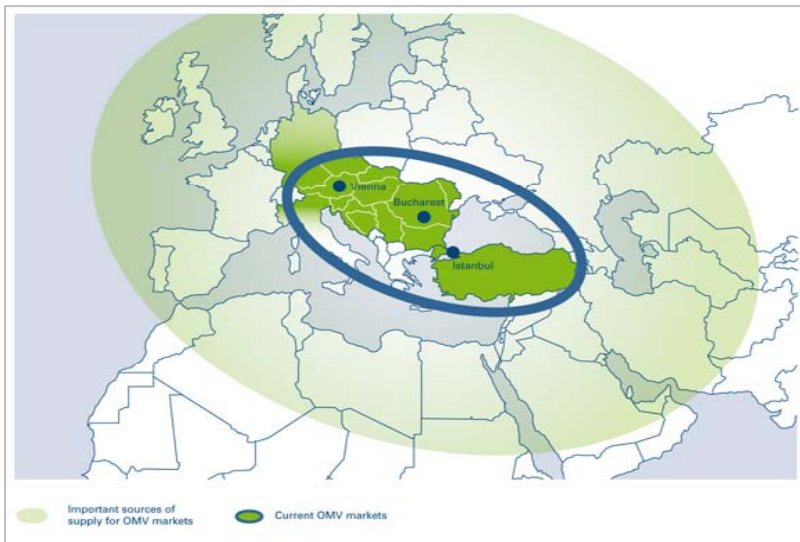 Vienna
Bucharest
Istanbul
Important sources of
supply for OMV markets
Current OMV markets